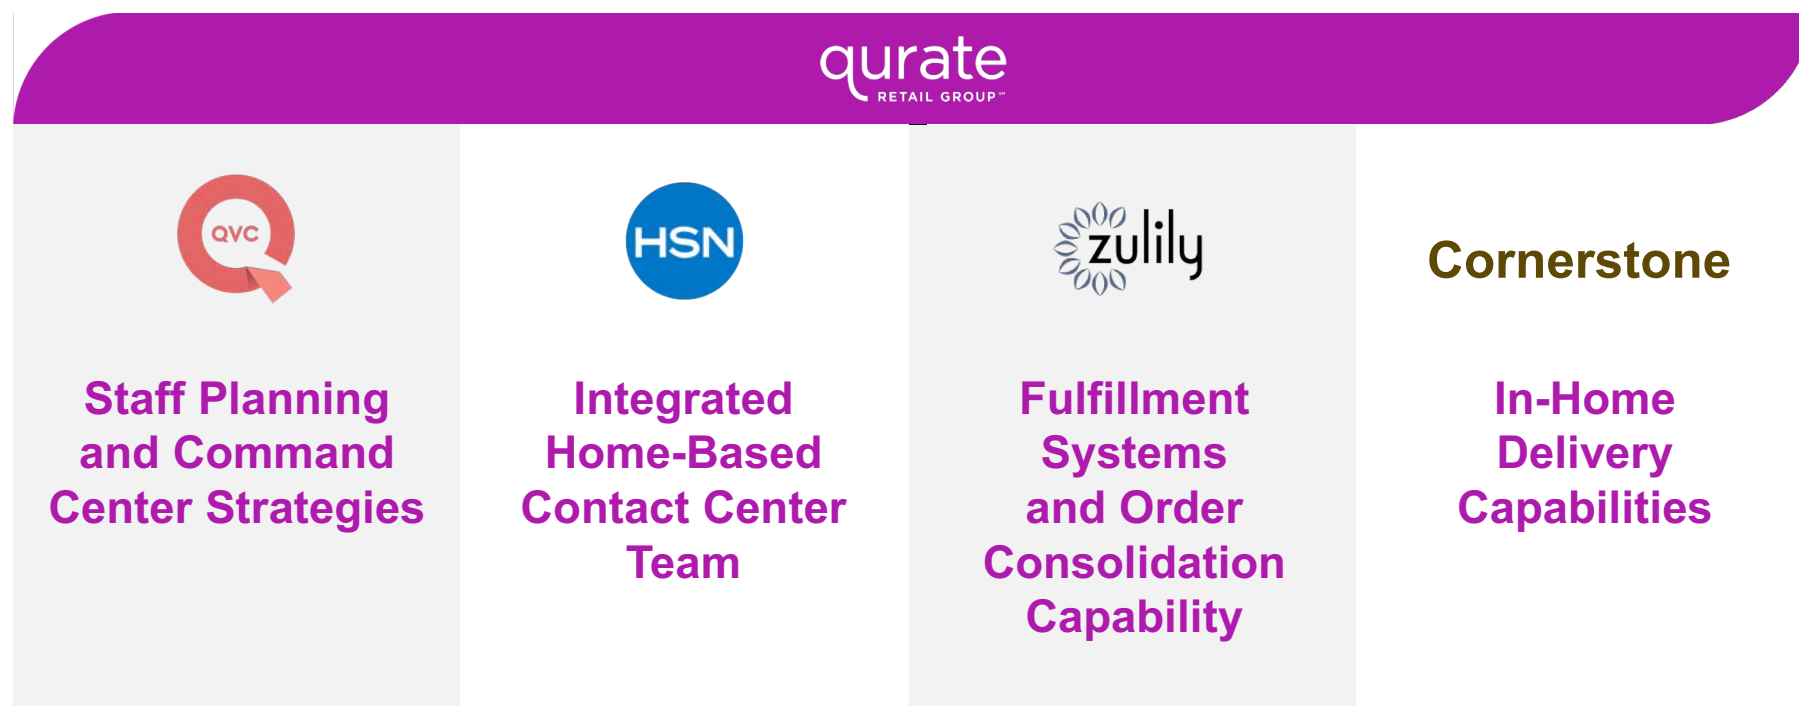 qurate
RETAIL GROUP℠
QVC
Staff Planning
and Command
Center Strategies
HSN
Integrated
Home-Based
Contact Center
Team
zulily
Fulfillment
Systems
and Order
Consolidation
Capability
Cornerstone
In-Home
Delivery
Capabilities